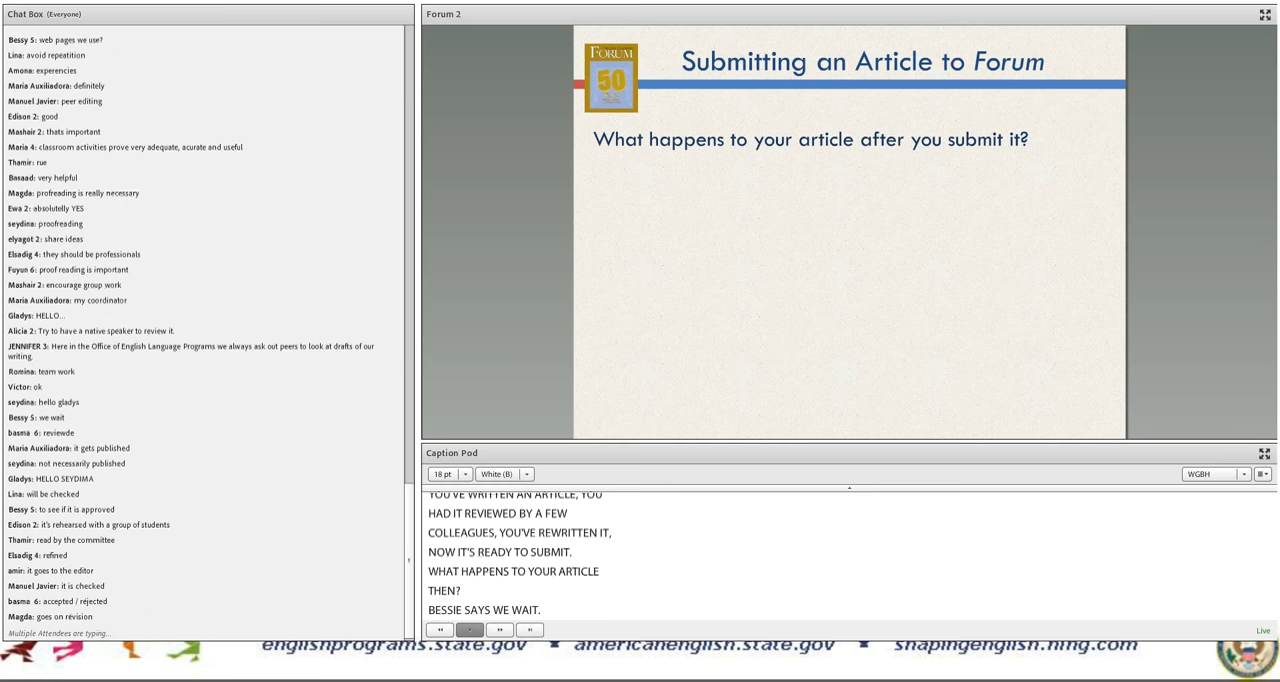 Chat Box (Everyone)
Bessy 5: web pages we use?
Lina: avoid repeatition
Amona: experencies
Maria Auxiliadora: definitely
Manuel Javier: peer editing
Edison 2: good
Mashair 2: thats important
Maria 4: classroom activities prove very adequate, acurate and useful
Thamir: rue
Basaad: very helpful
Magda: profreading is really necessary
Ewa 2: absolutelly YES
seydina: proofreading
elyagot 2: share ideas
Elsadig 4: they should be professionals
Fuyun 6: proof reading is important
Mashair 2: encourage group work
Maria Auxiliadora: my coordinator
Gladys: HELLO...
Alicia 2: Try to have a native speaker to review it.
JENNIFER 3: Here in the Office of English Language Programs we always ask out peers to look at drafts of our
writing.
Romina: team work
Victor: ok
seydina: hello gladys
Bessy 5: we wait
basma 6: reviewde
Maria Auxiliadora: it gets published
seydina: not necessarily published
Gladys: HELLO SEYDIMA
Lina: will be checked
Bessy 5: to see if it is approved
Edison 2: it's rehearsed with a group of students
Thamir: read by the committee
Elsadig 4: refined
amir: it goes to the editor
Manuel Javier: it is checked
basma 6: accepted / rejected
Magda: goes on revision
Multiple Attendees are typing...
Forum 2
FORUM
50
Submitting an Article to Forum
What happens to your article after you submit it?
Caption Pod
18 pt
White (B)
WGBH
YOU'VE WRITTEN AN ARTICLE, YOU
HAD IT REVIEWED BY A FEW
COLLEAGUES, YOU'VE REWRITTEN IT,
NOW IT'S READY TO SUBMIT.
WHAT HAPPENS TO YOUR ARTICLE
THEN?
BESSIE SAYS WE WAIT.
Live
englishprograms.state.gov americanenglish.state.gov shapingenglish.ning.com